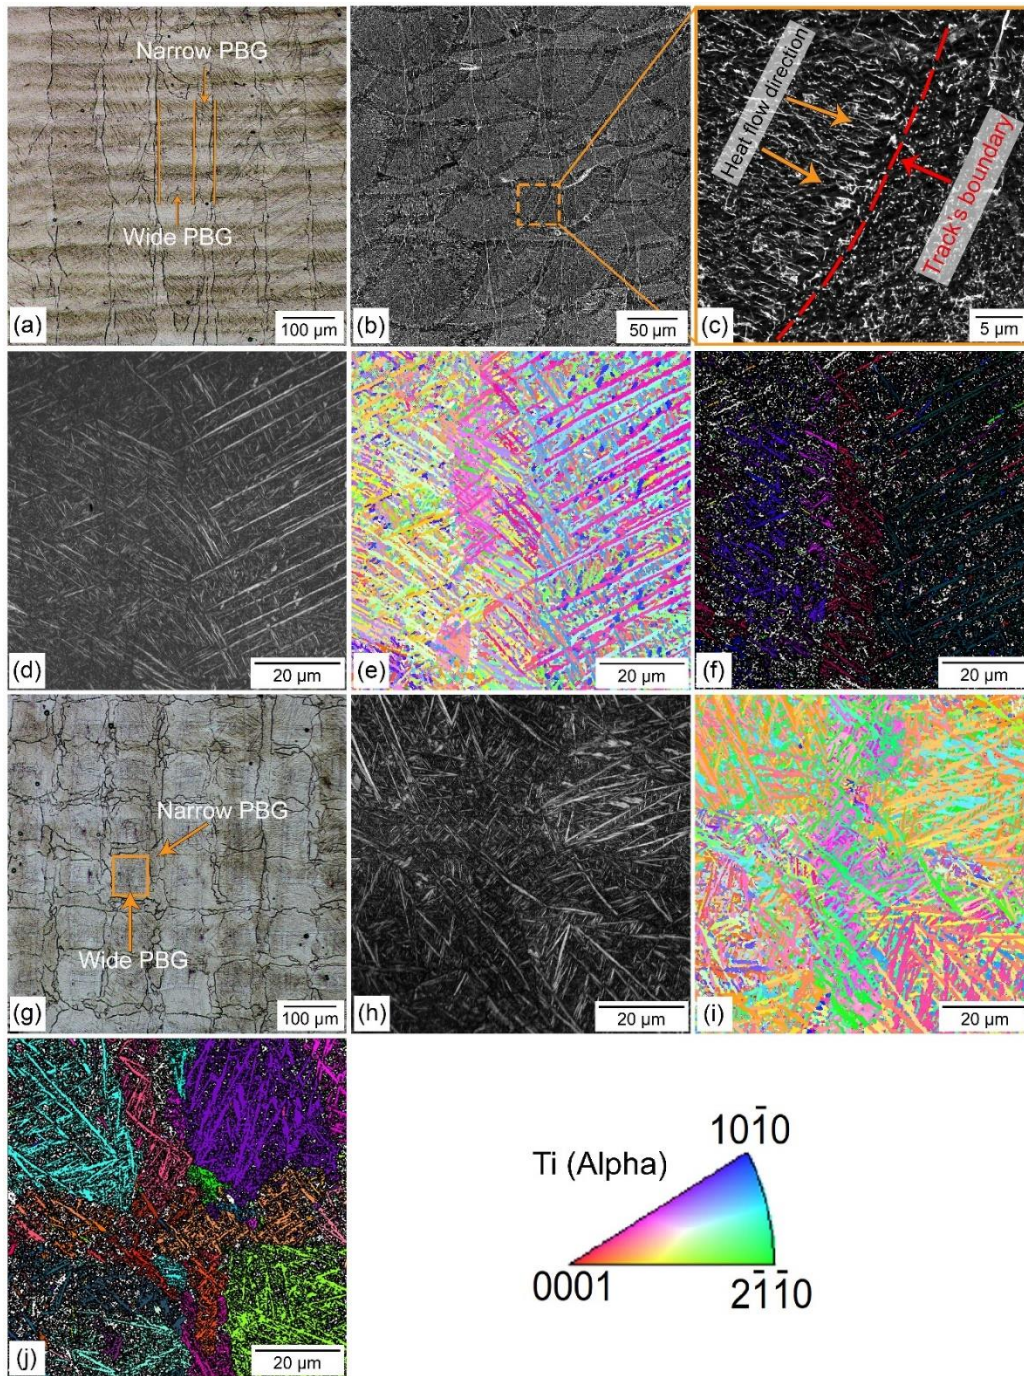 Narrow PBG
Wide PBG
(a)
100 µm
(b)
50 µm
Heat flow direction
Track's boundary
(c)
5 µm
(d)
20 µm
(e)
20 µm
(f)
20 µm
Narrow PBG
Wide PBG
(g)
100 µm
(h)
20 µm
(i)
20 µm
(j)
20 µm
Ti (Alpha)
101̄0
0001
21̄1̄0